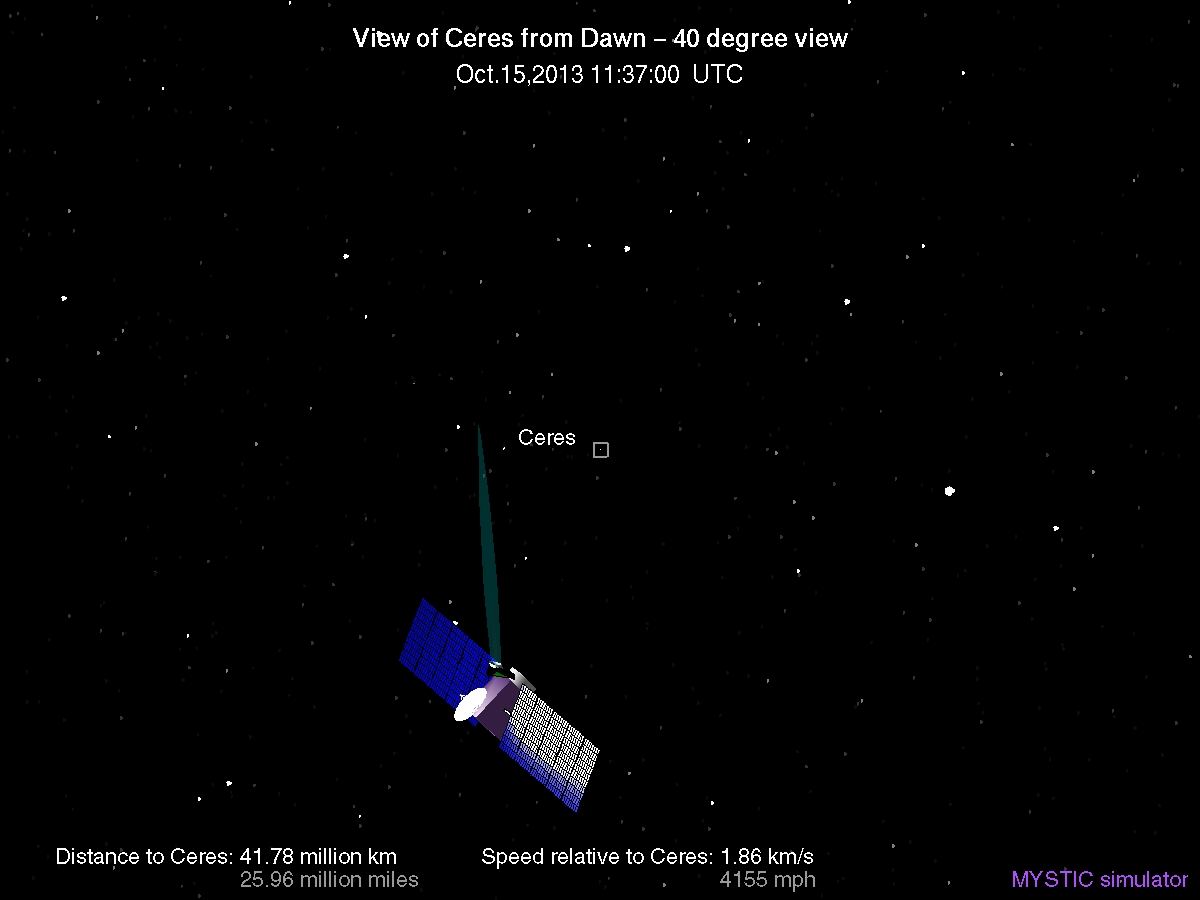 View of Ceres from Dawn – 40 degree view
Oct.15,2013 11:37:00 UTC
Ceres
Distance to Ceres: 41.78 million km
25.96 million miles
Speed relative to Ceres: 1.86 km/s
4155 mph
MYSTIC simulator